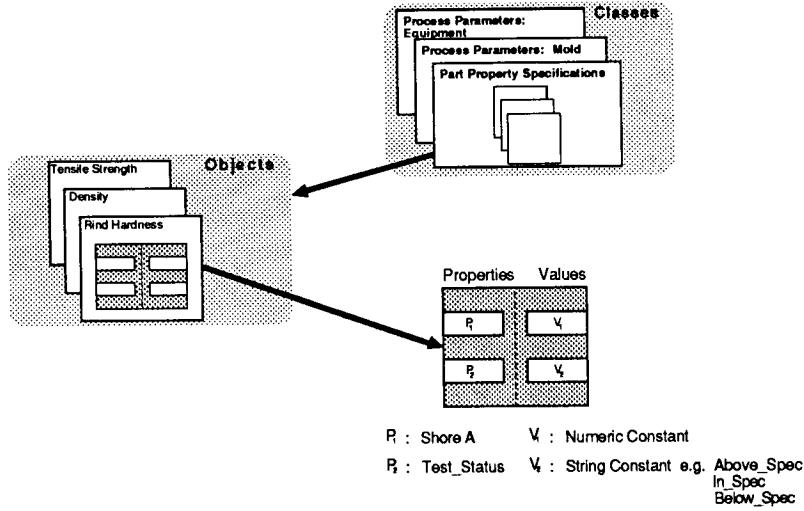 Classes
Process Parameters:
Equipment
Process Parameters: Mold
Part Property Specifications
Objects
Tensile Strength
Density
Rind Hardness
Properties Values
P₁ V₁
P₂ V₂
P₁ : Shore A V₁ : Numeric Constant
P₂ : Test_Status V₂ : String Constant e.g. Above_Spec
In_Spec
Below_Spec